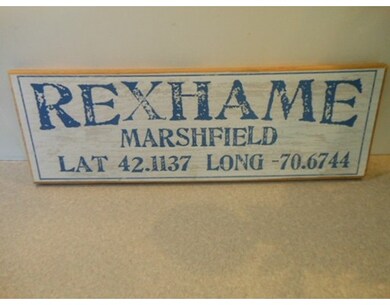 REXHAME
MARSHFIELD
LAT 42.1137 LONG -70.6744